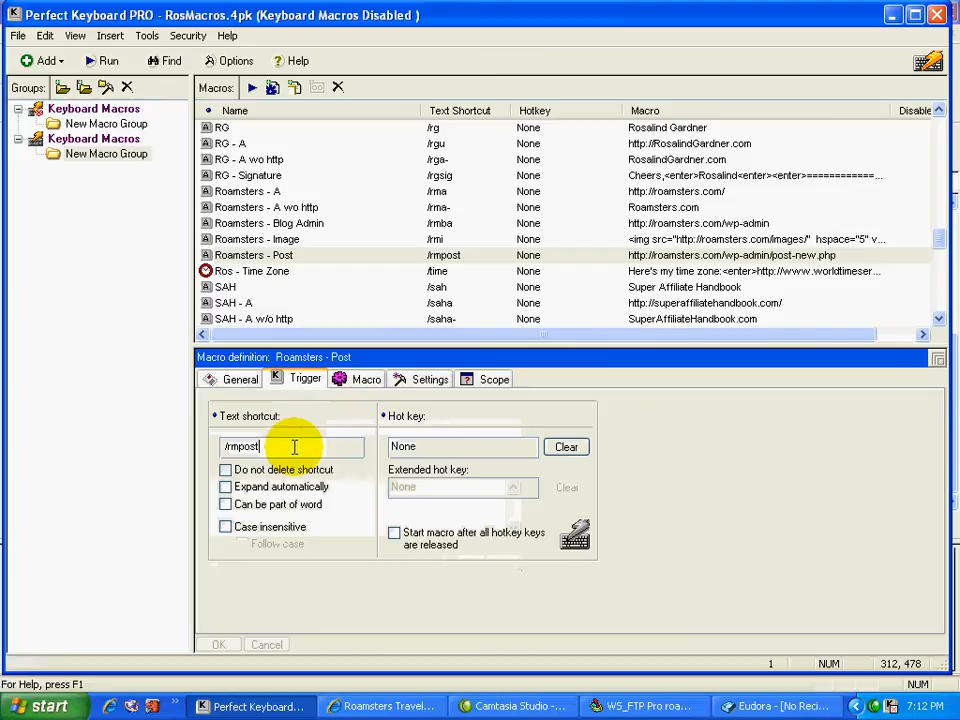 Perfect Keyboard PRO - RosMacros.4pk (Keyboard Macros Disabled )
File Edit View Insert Tools Security Help
Add Run Find Options Help
Groups: Macros:
Keyboard Macros
New Macro Group
Keyboard Macros
New Macro Group
Name Text Shortcut Hotkey Macro Disable
RG /rg None Rosalind Gardner
RG - A /rgu None http://RosalindGardner.com
RG - A wo http /rga- None RosalindGardner.com
RG - Signature /rgsig None Cheers,<enter>Rosalind<enter><enter>============...
Roamsters - A /rma None http://roamsters.com/
Roamsters - A wo http /rma- None Roamsters.com
Roamsters - Blog Admin /rmba None http://roamsters.com/wp-admin
Roamsters - Image /rmi None <img src="http://roamsters.com/images/" hspace="5" v...
Roamsters - Post /rmpost None http://roamsters.com/wp-admin/post-new.php
Ros - Time Zone /time None Here's my time zone:<enter>http://www.worldtimeser...
SAH /sah None Super Affiliate Handbook
SAH - A /saha None http://superaffiliatehandbook.com/
SAH - A w/o http /saha- None SuperAffiliateHandbook.com
Macro definition: Roamsters - Post
General Trigger Macro Settings Scope
Text shortcut: Hot key:
/rmpost None Clear
Do not delete shortcut Extended hot key:
Expand automatically None Clear
Can be part of word
Case insensitive Start macro after all hotkey keys
Follow case are released
OK Cancel
1 NUM 312, 478
For Help, press F1 NUM
start Perfect Keyboard... Roamsters Travel... Camtasia Studio - ... WS_FTP Pro roa... Eudora - [No Reci... 7:12 PM